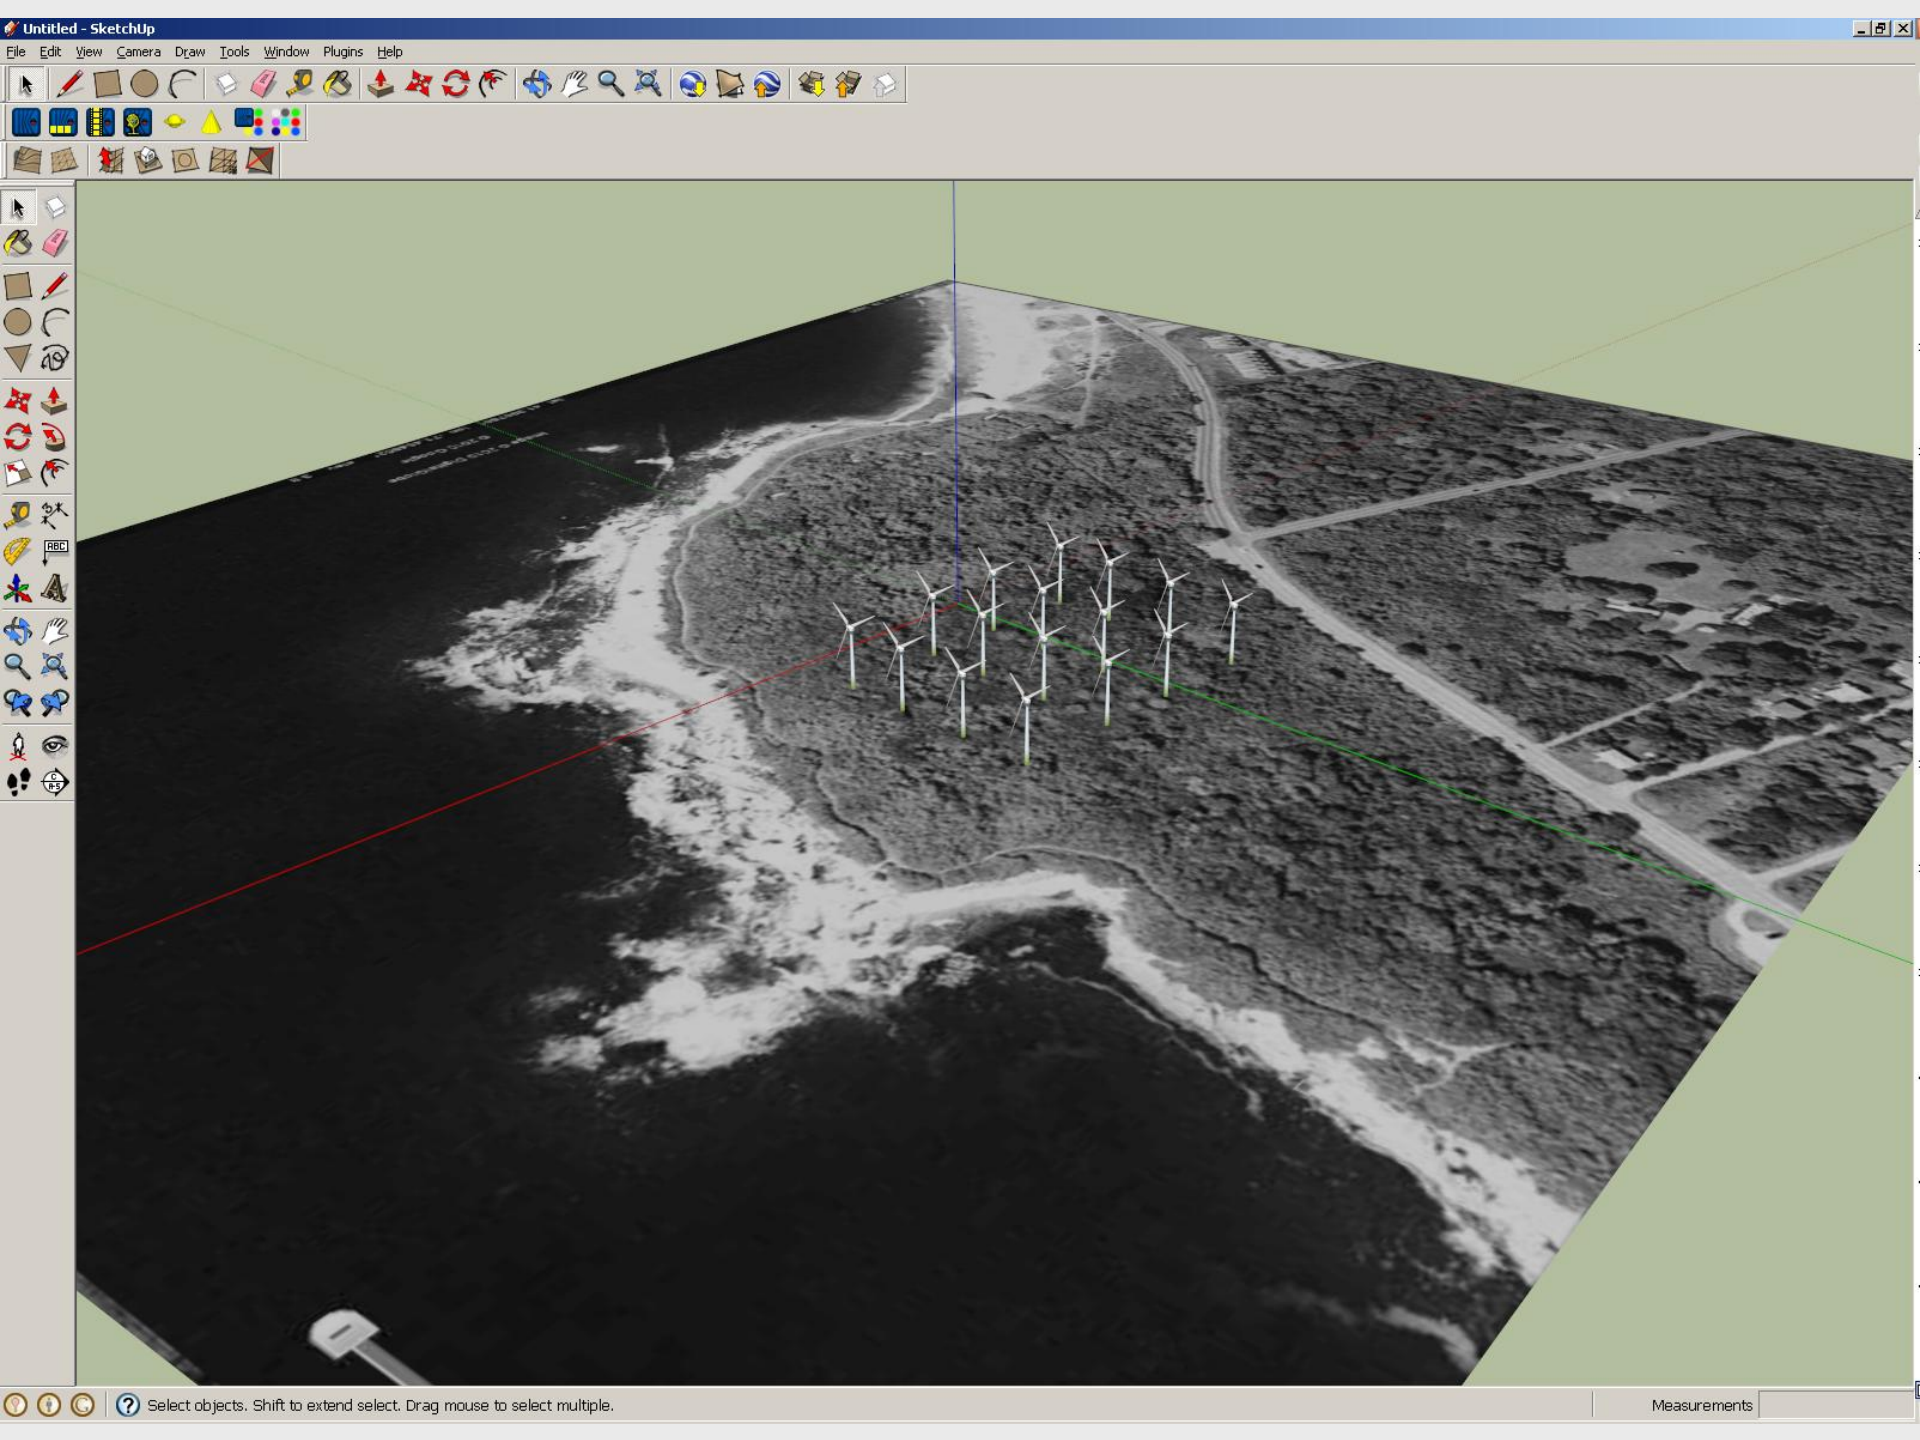 Untitled - SketchUp
File Edit View Camera Draw Tools Window Plugins Help
ABC
Select objects. Shift to extend select. Drag mouse to select multiple.
Measurements